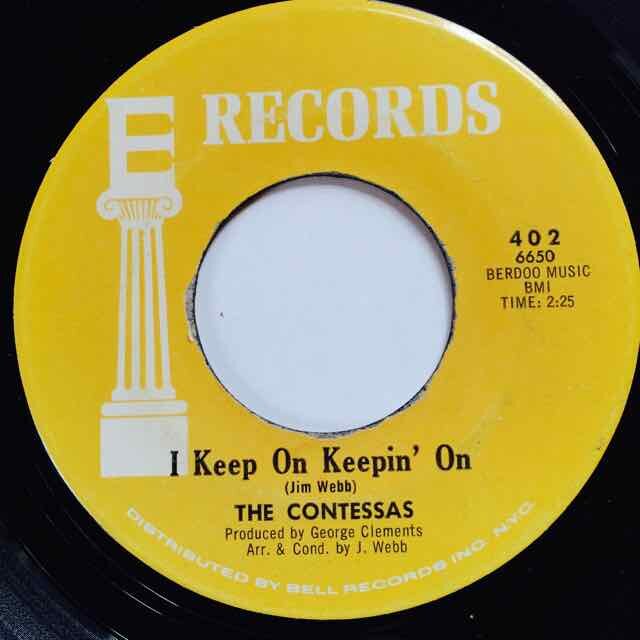 E RECORDS
402
6650
BERDOO MUSIC
BMI
TIME: 2:25
I Keep On Keepin' On
(Jim Webb)
THE CONTESSAS
Produced by George Clements
Arr. & Cond. by J. Webb
DISTRIBUTED BY BELL RECORDS INC. N.Y.C.